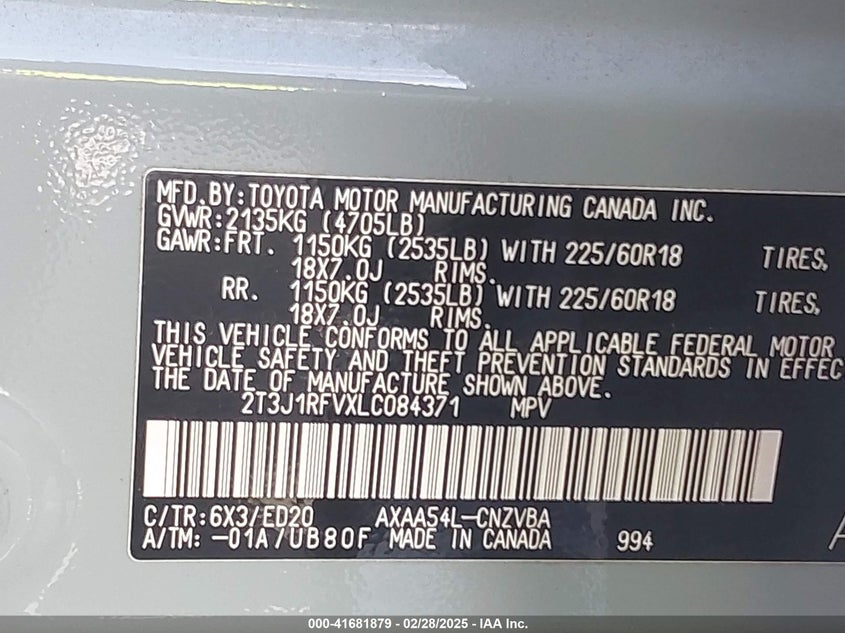 MFD.BY:TOYOTA MOTOR MANUFACTURING CANADA INC.
GVWR:2135KG (4705LB)
GAWR:FRT. 1150KG (2535LB) WITH 225/60R18 TIRES,
18X7.0J RIMS.
RR. 1150KG (2535LB) WITH 225/60R18 TIRES,
18X7.0J RIMS.
THIS VEHICLE CONFORMS TO ALL APPLICABLE FEDERAL MOTOR
VEHICLE SAFETY AND THEFT PREVENTION STANDARDS IN EFFEC
THE DATE OF MANUFACTURE SHOWN ABOVE.
2T3J1RFVXLC084371 MPV
C/TR:6X3/ED20 AXAA54L-CNZVBA
A/TM: -01A/UB80F MADE IN CANADA 994
000-41681879 - 02/28/2025 - IAA Inc.